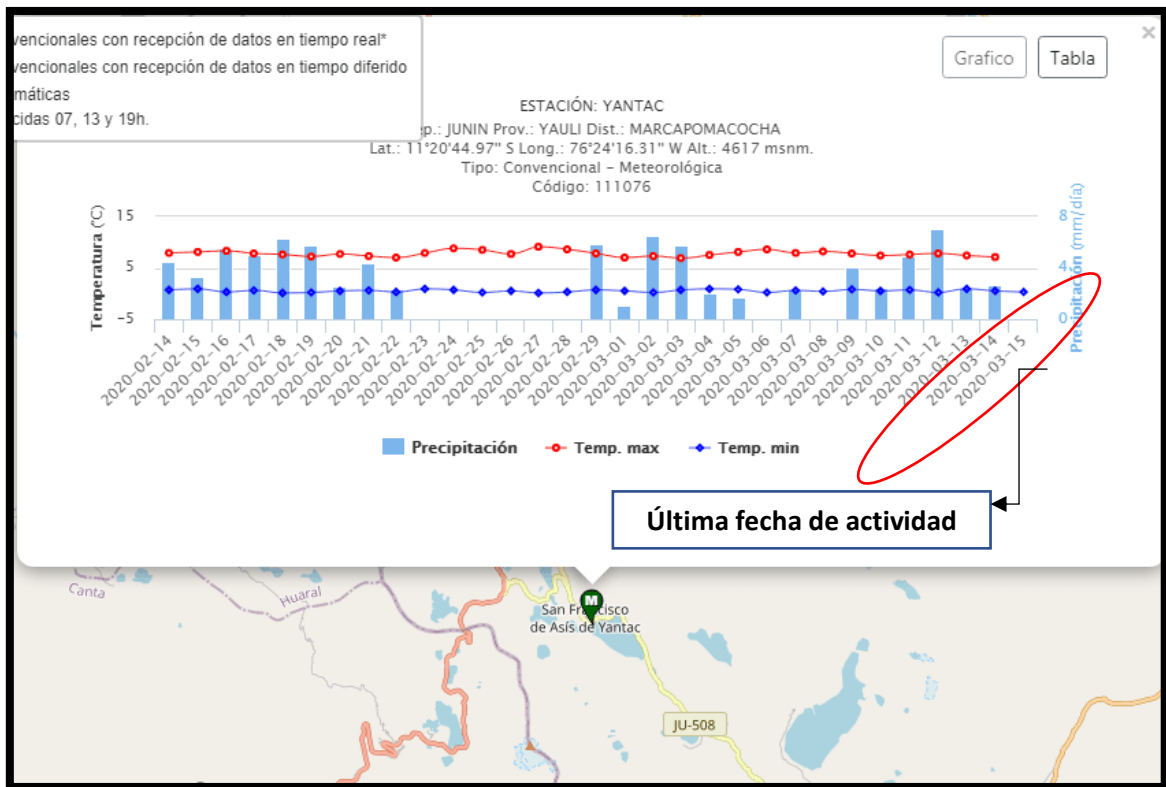 vencionales con recepción de datos en tiempo real*
vencionales con recepción de datos en tiempo diferido
máticas
cidas 07, 13 y 19h.
×
Grafico
Tabla
ESTACIÓN: YANTAC
p.: JUNIN Prov.: YAULI Dist.: MARCAPOMACOCHA
Lat.: 11°20'44.97" S Long.: 76°24'16.31" W Alt.: 4617 msnm.
Tipo: Convencional – Meteorológica
Código: 111076
Temperatura (°C)
15
5
-5
8
4
0
Precipitación (mm/día)
2020-02-14
2020-02-15
2020-02-16
2020-02-17
2020-02-18
2020-02-19
2020-02-20
2020-02-21
2020-02-22
2020-02-23
2020-02-24
2020-02-25
2020-02-26
2020-02-27
2020-02-28
2020-02-29
2020-03-01
2020-03-02
2020-03-03
2020-03-04
2020-03-05
2020-03-06
2020-03-07
2020-03-08
2020-03-09
2020-03-10
2020-03-11
2020-03-12
2020-03-13
2020-03-14
2020-03-15
Precipitación
Temp. max
Temp. min
Última fecha de actividad
Canta
Huaral
M
San Francisco
de Asís de Yantac
JU-508